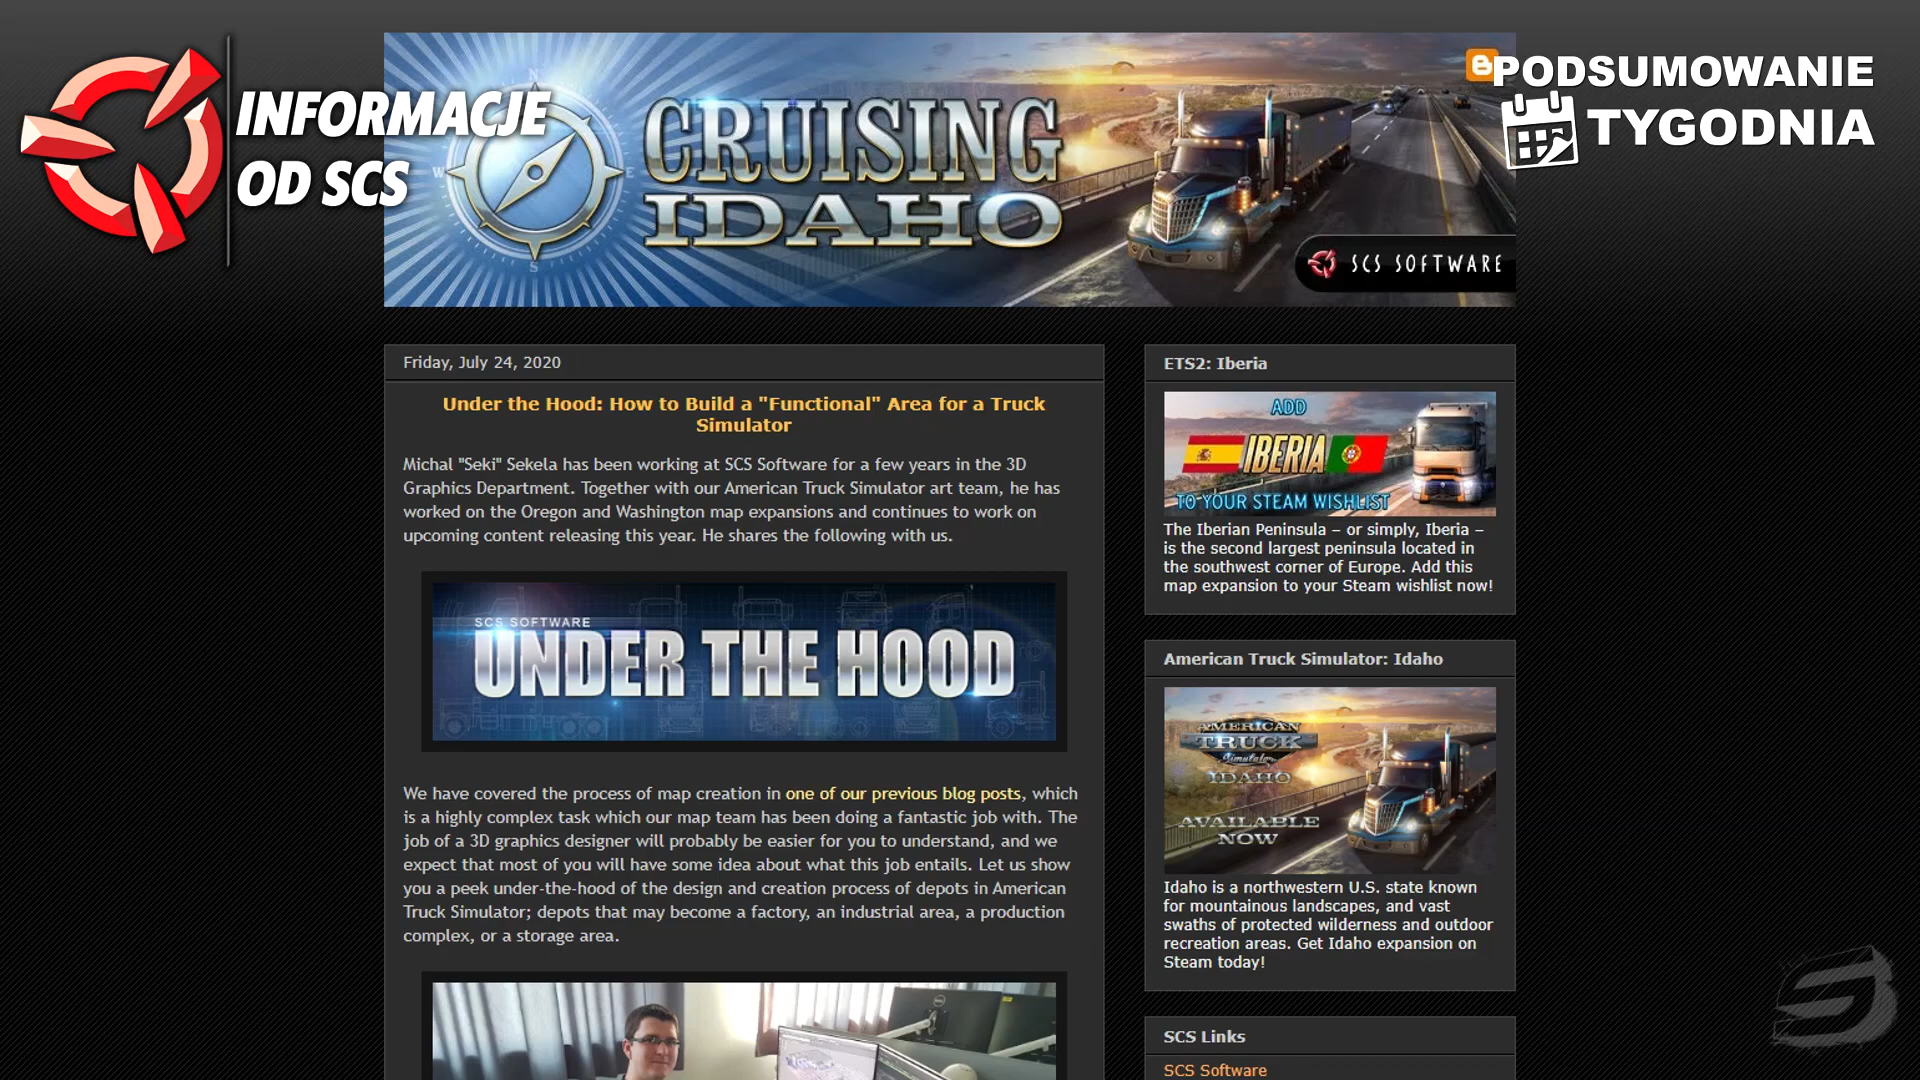 INFORMACJE
OD SCS
CRUISING
IDAHO
N
W
E
S
SCS SOFTWARE
PODSUMOWANIE
TYGODNIA
Friday, July 24, 2020
Under the Hood: How to Build a "Functional" Area for a Truck
Simulator
Michal "Seki" Sekela has been working at SCS Software for a few years in the 3D
Graphics Department. Together with our American Truck Simulator art team, he has
worked on the Oregon and Washington map expansions and continues to work on
upcoming content releasing this year. He shares the following with us.
SCS SOFTWARE
UNDER THE HOOD
We have covered the process of map creation in one of our previous blog posts, which
is a highly complex task which our map team has been doing a fantastic job with. The
job of a 3D graphics designer will probably be easier for you to understand, and we
expect that most of you will have some idea about what this job entails. Let us show
you a peek under-the-hood of the design and creation process of depots in American
Truck Simulator; depots that may become a factory, an industrial area, a production
complex, or a storage area.
ETS2: Iberia
ADD
IBERIA
TO YOUR STEAM WISHLIST
The Iberian Peninsula – or simply, Iberia –
is the second largest peninsula located in
the southwest corner of Europe. Add this
map expansion to your Steam wishlist now!
American Truck Simulator: Idaho
AMERICAN
TRUCK
Simulator
IDAHO
AVAILABLE
NOW
Idaho is a northwestern U.S. state known
for mountainous landscapes, and vast
swaths of protected wilderness and outdoor
recreation areas. Get Idaho expansion on
Steam today!
SCS Links
SCS Software